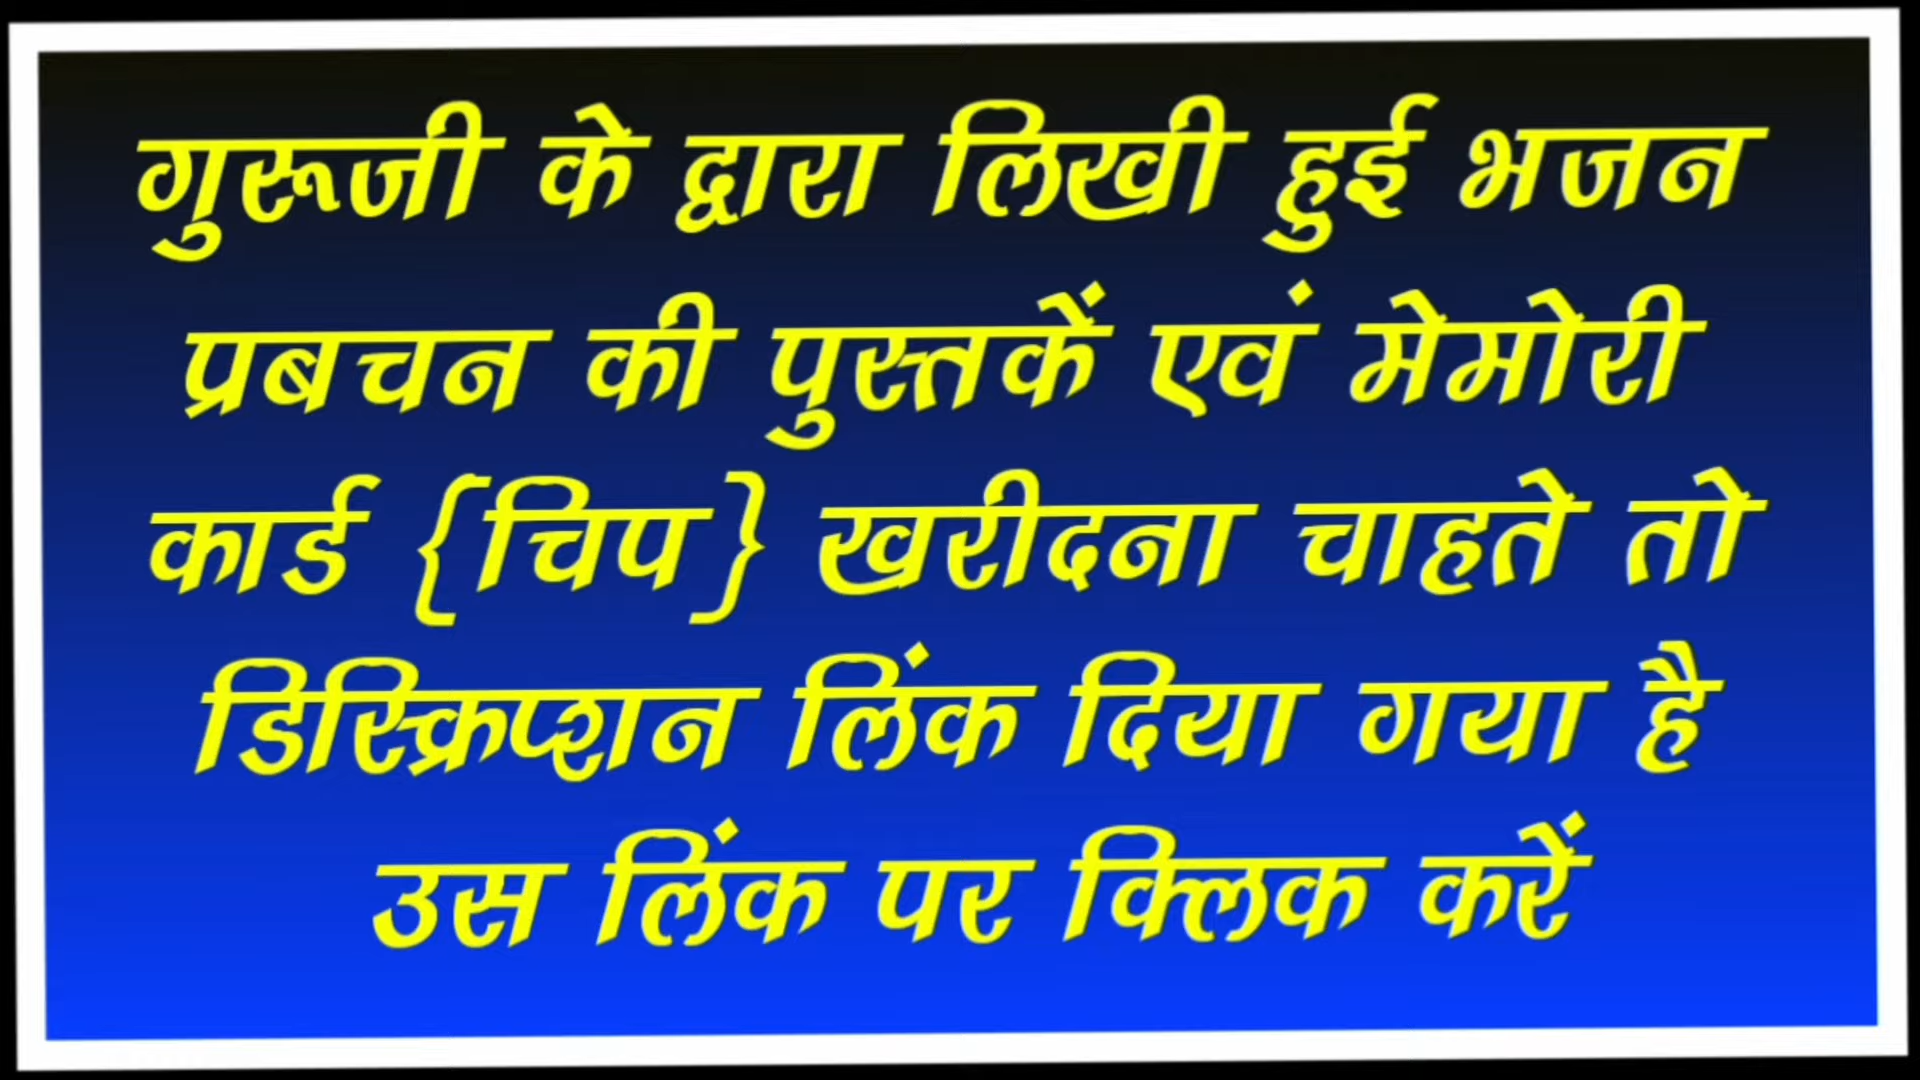 गुरूजी के द्वारा लिखी हुई भजन
प्रबचन की पुस्तकें एवं मेमोरी
कार्ड {चिप} खरीदना चाहते तो
डिस्क्रिप्शन लिंक दिया गया है
उस लिंक पर क्लिक करें